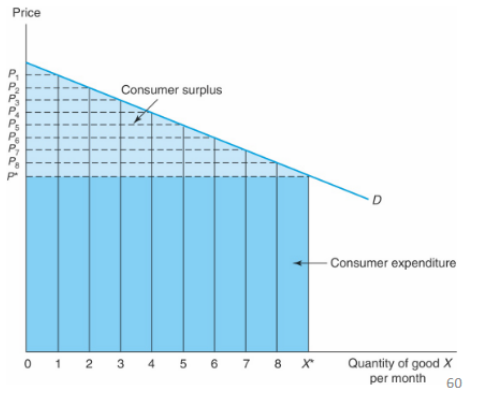 Price
P₁
P₂
P₃
P₄
P₅
P₆
P₇
P₈
P*
Consumer surplus
D
Consumer expenditure
0 1 2 3 4 5 6 7 8 X*
Quantity of good X
per month
60